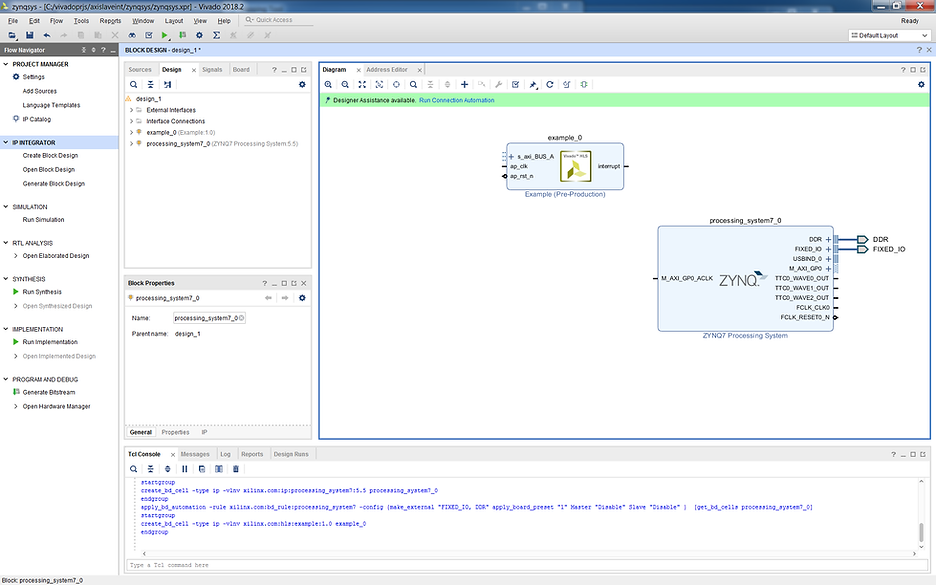 zynqsys - [C:/vivadoprjs/axislaveint/zynqsys/zynqsys.xpr] - Vivado 2018.2
File Edit Flow Tools Reports Window Layout View Help Quick Access
Ready
Default Layout
Flow Navigator
BLOCK DESIGN - design_1 *
PROJECT MANAGER
Settings
Add Sources
Language Templates
IP Catalog
IP INTEGRATOR
Create Block Design
Open Block Design
Generate Block Design
SIMULATION
Run Simulation
RTL ANALYSIS
Open Elaborated Design
SYNTHESIS
Run Synthesis
Open Synthesized Design
IMPLEMENTATION
Run Implementation
Open Implemented Design
PROGRAM AND DEBUG
Generate Bitstream
Open Hardware Manager
Sources Design Signals Board
design_1
External Interfaces
Interface Connections
example_0 (Example:1.0)
processing_system7_0 (ZYNQ7 Processing System:5.5)
Block Properties
processing_system7_0
Name: processing_system7_0
Parent name: design_1
General Properties IP
Diagram Address Editor
Designer Assistance available. Run Connection Automation
example_0
s_axi_BUS_A
ap_clk
ap_rst_n
Vivado™ HLS
interrupt
Example (Pre-Production)
processing_system7_0
M_AXI_GP0_ACLK
ZYNQ
DDR
FIXED_IO
USBIND_0
M_AXI_GP0
TTC0_WAVE0_OUT
TTC0_WAVE1_OUT
TTC0_WAVE2_OUT
FCLK_CLK0
FCLK_RESET0_N
DDR
FIXED_IO
ZYNQ7 Processing System
Tcl Console Messages Log Reports Design Runs
startgroup
create_bd_cell -type ip -vlnv xilinx.com:ip:processing_system7:5.5 processing_system7_0
endgroup
apply_bd_automation -rule xilinx.com:bd_rule:processing_system7 -config {make_external "FIXED_IO, DDR" apply_board_preset "1" Master "Disable" Slave "Disable" } [get_bd_cells processing_system7_0]
startgroup
create_bd_cell -type ip -vlnv xilinx.com:hls:example:1.0 example_0
endgroup
Type a Tcl command here
Block: processing_system7_0